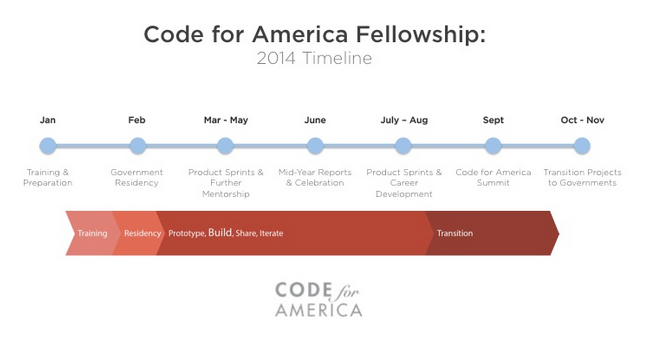 Code for America Fellowship:
2014 Timeline
Jan
Feb
Mar - May
June
July – Aug
Sept
Oct - Nov
Training &
Preparation
Government
Residency
Product Sprints &
Further
Mentorship
Mid-Year Reports
& Celebration
Product Sprints &
Career
Development
Code for America
Summit
Transition Projects
to Governments
Training
Residency
Prototype, Build, Share, Iterate
Transition
CODE for
AMERICA